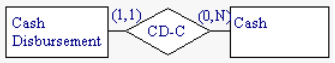 Cash
Disbursement
(1,1)
CD-C
(0,N)
Cash